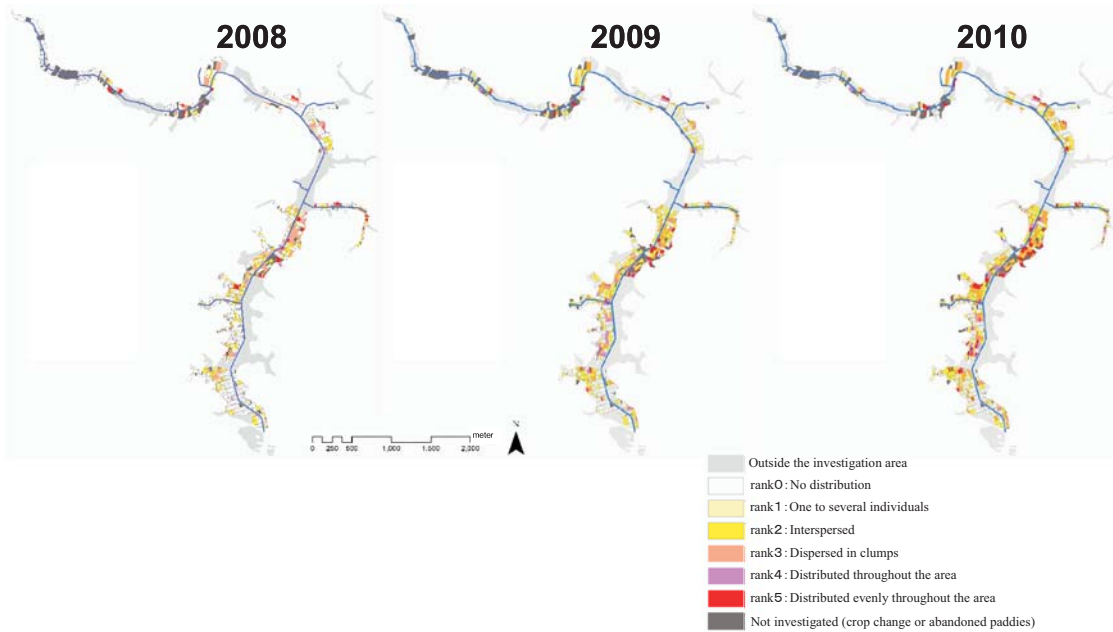 2008
2009
2010
N
meter
0 250 500 1,000 1,500 2,000
Outside the investigation area
rank0: No distribution
rank1: One to several individuals
rank2: Interspersed
rank3: Dispersed in clumps
rank4: Distributed throughout the area
rank5: Distributed evenly throughout the area
Not investigated (crop change or abandoned paddies)